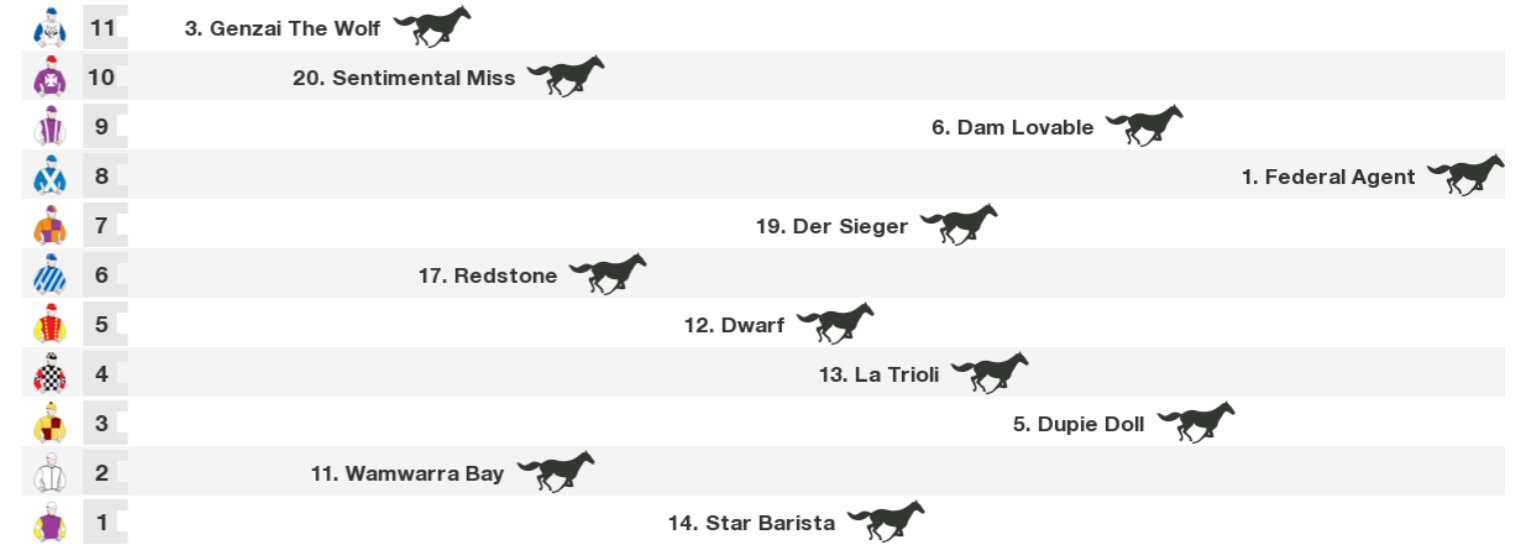 11 3. Genzai The Wolf
10 20. Sentimental Miss
9 6. Dam Lovable
8 1. Federal Agent
7 19. Der Sieger
6 17. Redstone
5 12. Dwarf
4 13. La Trioli
3 5. Dupie Doll
2 11. Wamwarra Bay
1 14. Star Barista